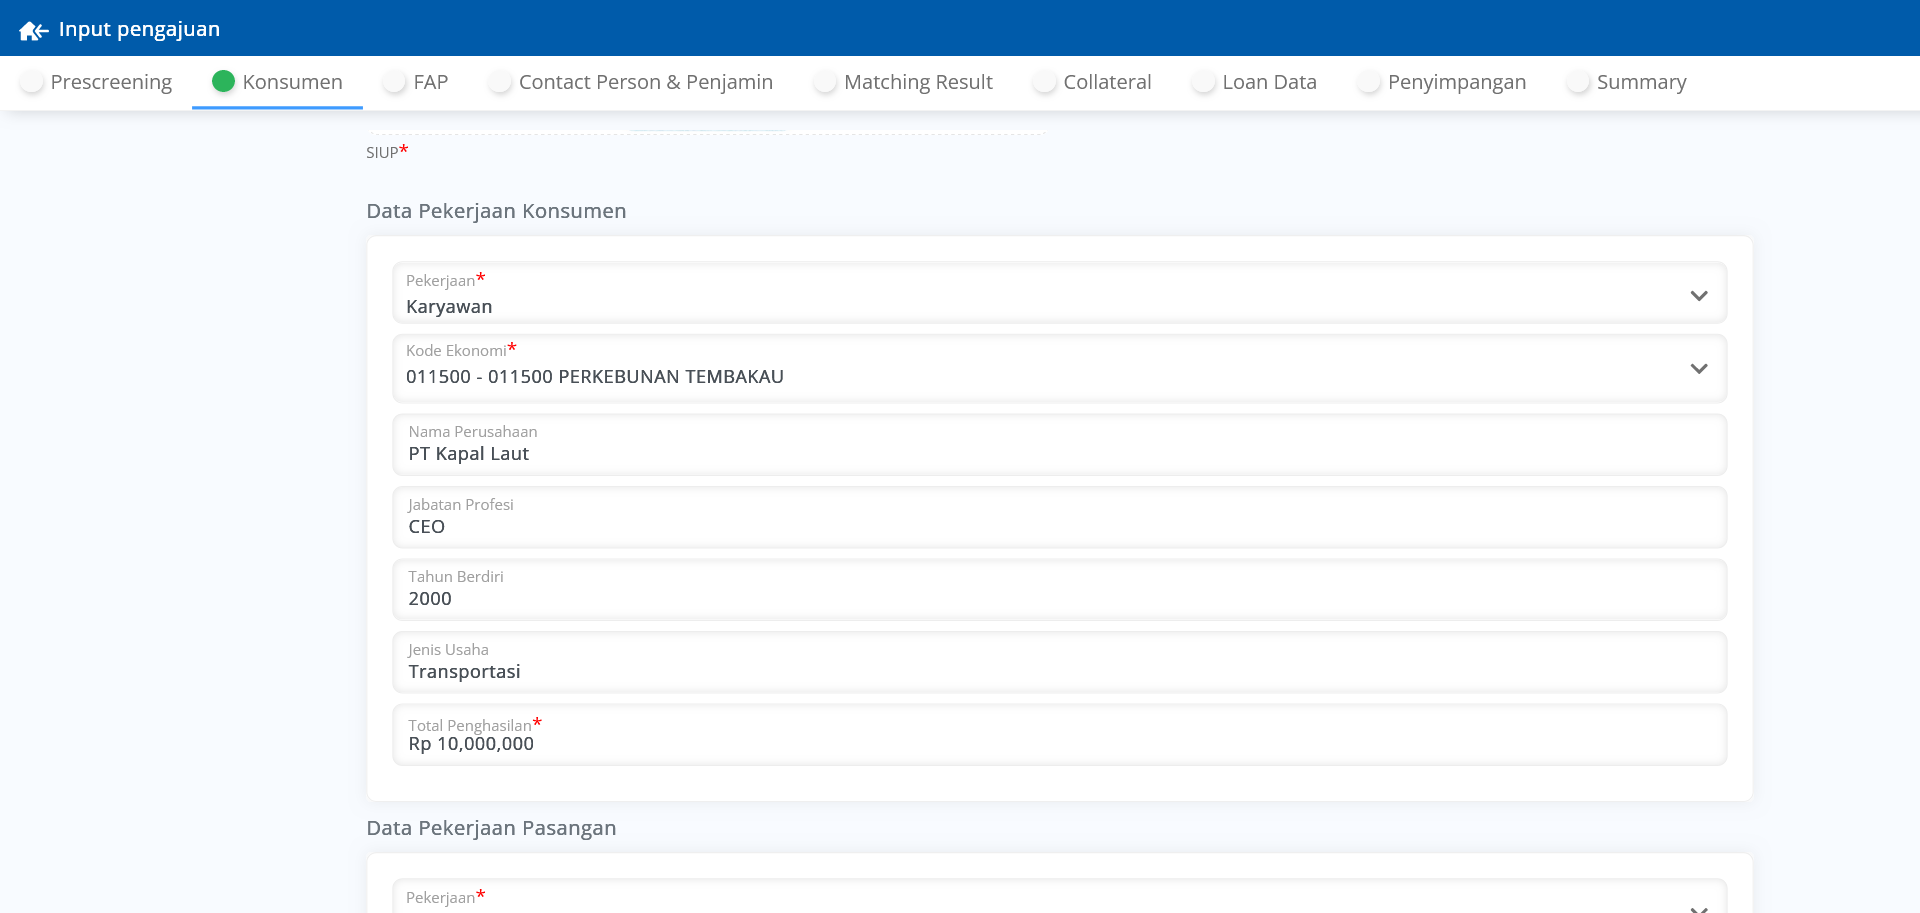 Input pengajuan
Prescreening Konsumen FAP Contact Person & Penjamin Matching Result Collateral Loan Data Penyimpangan Summary
SIUP*
Data Pekerjaan Konsumen
Pekerjaan*
Karyawan
Kode Ekonomi*
011500 - 011500 PERKEBUNAN TEMBAKAU
Nama Perusahaan
PT Kapal Laut
Jabatan Profesi
CEO
Tahun Berdiri
2000
Jenis Usaha
Transportasi
Total Penghasilan*
Rp 10,000,000
Data Pekerjaan Pasangan
Pekerjaan*